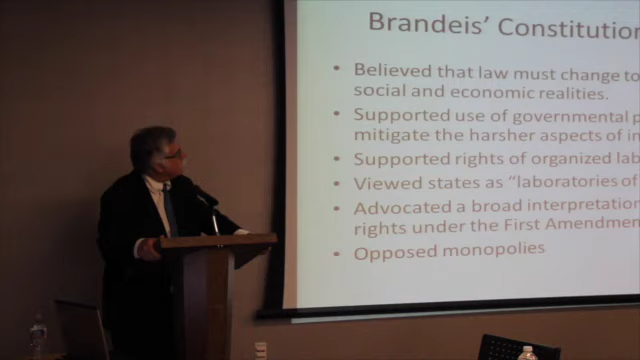 Brandeis' Constitution
• Believed that law must change to
social and economic realities.
• Supported use of governmental p
mitigate the harsher aspects of in
• Supported rights of organized lab
• Viewed states as "laboratories of
• Advocated a broad interpretation
rights under the First Amendmen
• Opposed monopolies